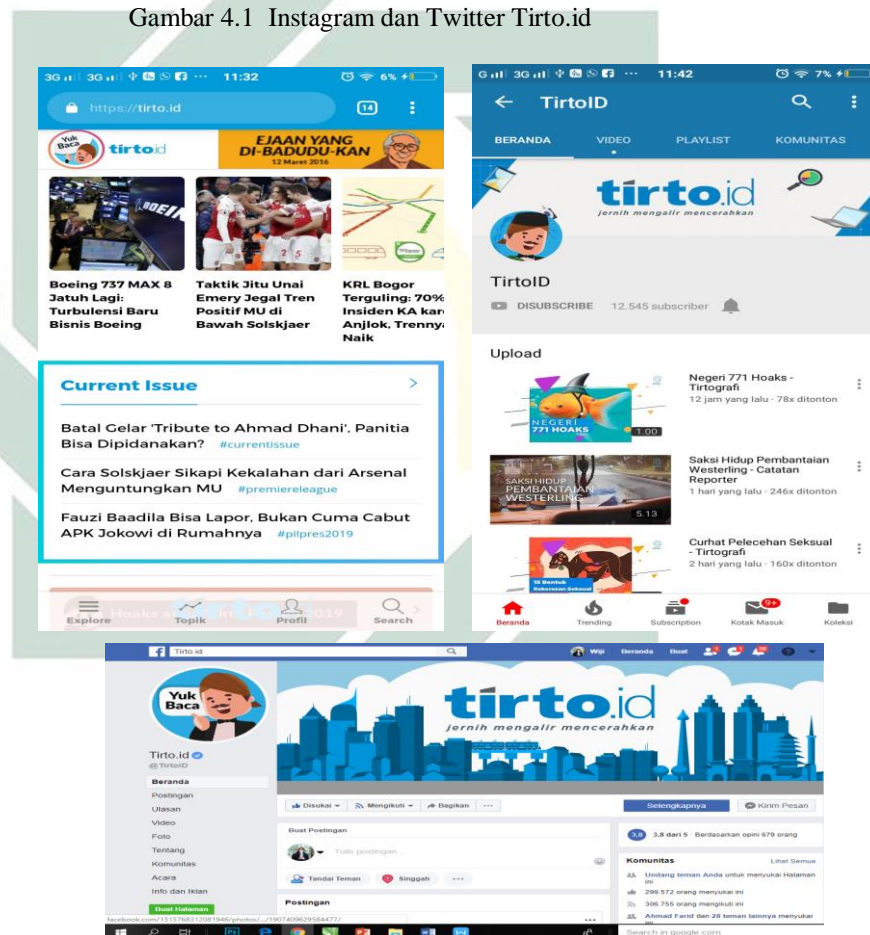 Gambar 4.1 Instagram dan Twitter Tirto.id
3G 3G 11:32 6%
https://tirto.id 14
Yuk
Baca
tirto.id
EJAAN YANG
DI-BADUDU-KAN
12 Maret 2016
BOEI
Boeing 737 MAX 8
Jatuh Lagi:
Turbulensi Baru
Bisnis Boeing
Taktik Jitu Unai
Emery Jegal Tren
Positif MU di
Bawah Solskjaer
KRL Bogor
Terguling: 70%
Insiden KA kar
Anjlok, Trennya
Naik
Current Issue >
Batal Gelar 'Tribute to Ahmad Dhani', Panitia
Bisa Dipidanakan? #currentissue
Cara Solskjaer Sikapi Kekalahan dari Arsenal
Menguntungkan MU #premiereleague
Fauzi Baadila Bisa Lapor, Bukan Cuma Cabut
APK Jokowi di Rumahnya #pilpres2019
Explore Topik Profil Search
G 3G 11:42 7%
TirtoID
BERANDA VIDEO PLAYLIST KOMUNITAS
tirto.id
jernih mengalir mencerahkan
TirtoID
DISUBSCRIBE 12.545 subscriber
Upload
NEGERI
771 HOAKS
1.00
Negeri 771 Hoaks -
Tirtografi
12 jam yang lalu · 78x ditonton
SAKSI HIDUP
PEMBANTAIAN
WESTERLING
5.13
Saksi Hidup Pembantaian
Westerling - Catatan
Reporter
1 hari yang lalu · 246x ditonton
15 Bentuk
Kekerasan Seksual
Curhat Pelecehan Seksual
- Tirtografi
2 hari yang lalu · 160x ditonton
Beranda Trending Subscription Kotak Masuk 9+ Koleksi
Tirto.id Wiji Beranda Buat
Yuk
Baca
tirto.id
jernih mengalir mencerahkan
Tirto.id
@TirtoID
Beranda
Postingan
Ulasan
Video
Foto
Tentang
Komunitas
Acara
Info dan Iklan
Buat Halaman
Disukai Mengikuti Bagikan ...
Selengkapnya Kirim Pesan
Buat Postingan
Tulis postingan...
Tandai Teman Singgah ...
Postingan
3,8 3,8 dari 5 · Berdasarkan opini 679 orang
Komunitas Lihat Semua
Undang teman Anda untuk menyukai Halaman
ini
299.572 orang menyukai ini
306.755 orang mengikuti ini
Ahmad Farid dan 28 teman lainnya menyukai
Search in google.com